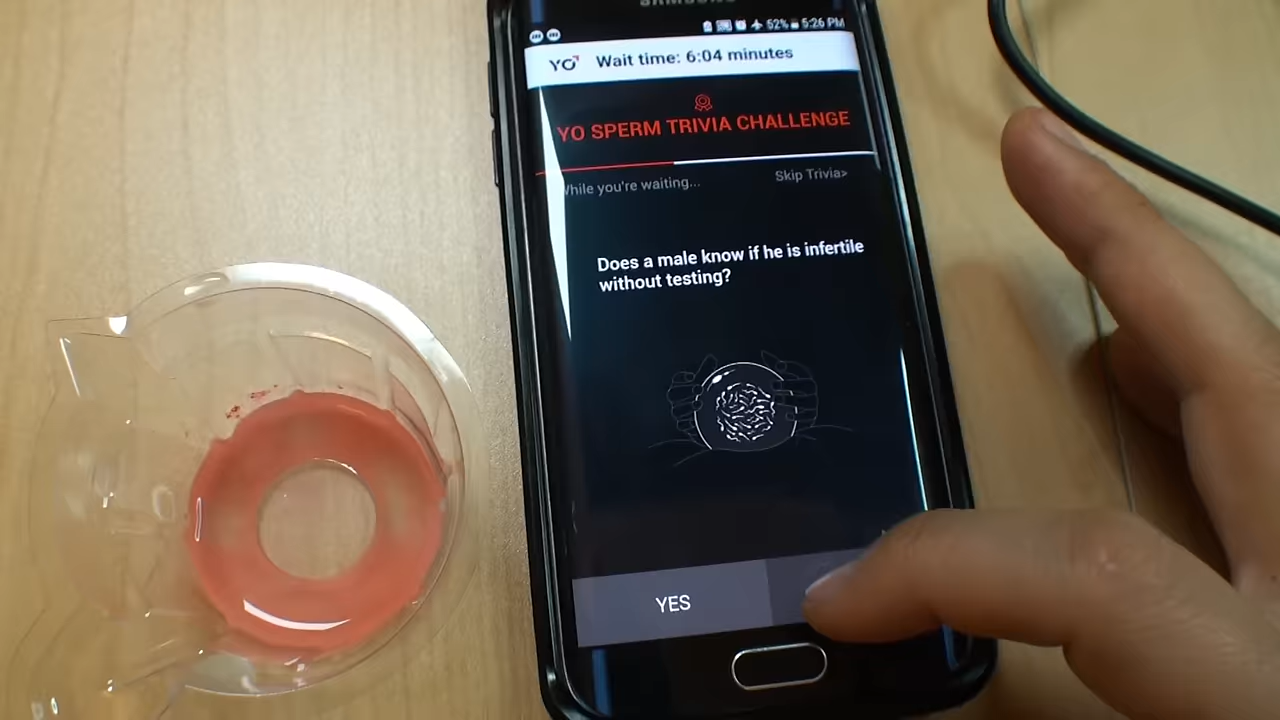 SAMSUNG
52% 5:26 PM
YO Wait time: 6:04 minutes
YO SPERM TRIVIA CHALLENGE
While you're waiting... Skip Trivia>
Does a male know if he is infertile
without testing?
YES